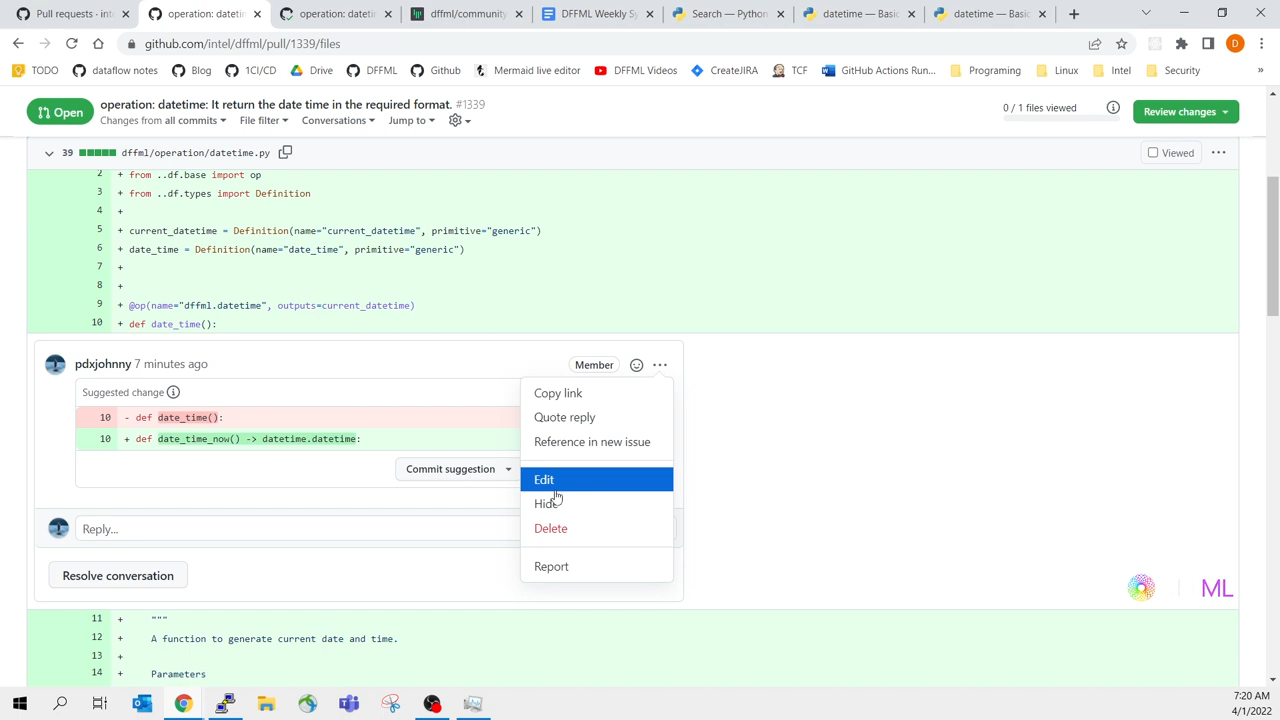 Pull requests · inte
operation: datetim
operation: datetim
dffml/community
DFFML Weekly Sy
Search — Python
datetime — Basic
datetime — Basic
github.com/intel/dffml/pull/1339/files
D
TODO
dataflow notes
Blog
1CI/CD
Drive
DFFML
Github
Mermaid live editor
DFFML Videos
CreateJIRA
TCF
GitHub Actions Run...
Programing
Linux
Intel
Security
»
Open
operation: datetime: It return the date time in the required format. #1339
Changes from all commits
File filter
Conversations
Jump to
0 / 1 files viewed
Review changes
39
dffml/operation/datetime.py
Viewed
2 + from ..df.base import op
3 + from ..df.types import Definition
4 +
5 + current_datetime = Definition(name="current_datetime", primitive="generic")
6 + date_time = Definition(name="date_time", primitive="generic")
7 +
8 +
9 + @op(name="dffml.datetime", outputs=current_datetime)
10 + def date_time():
pdxjohnny 7 minutes ago
Member
Suggested change
10 - def date_time():
10 + def date_time_now() -> datetime.datetime:
Commit suggestion
Copy link
Quote reply
Reference in new issue
Edit
Hide
Delete
Report
Reply...
Resolve conversation
ML
11 + """
12 + A function to generate current date and time.
13 +
14 + Parameters
7:20 AM
4/1/2022